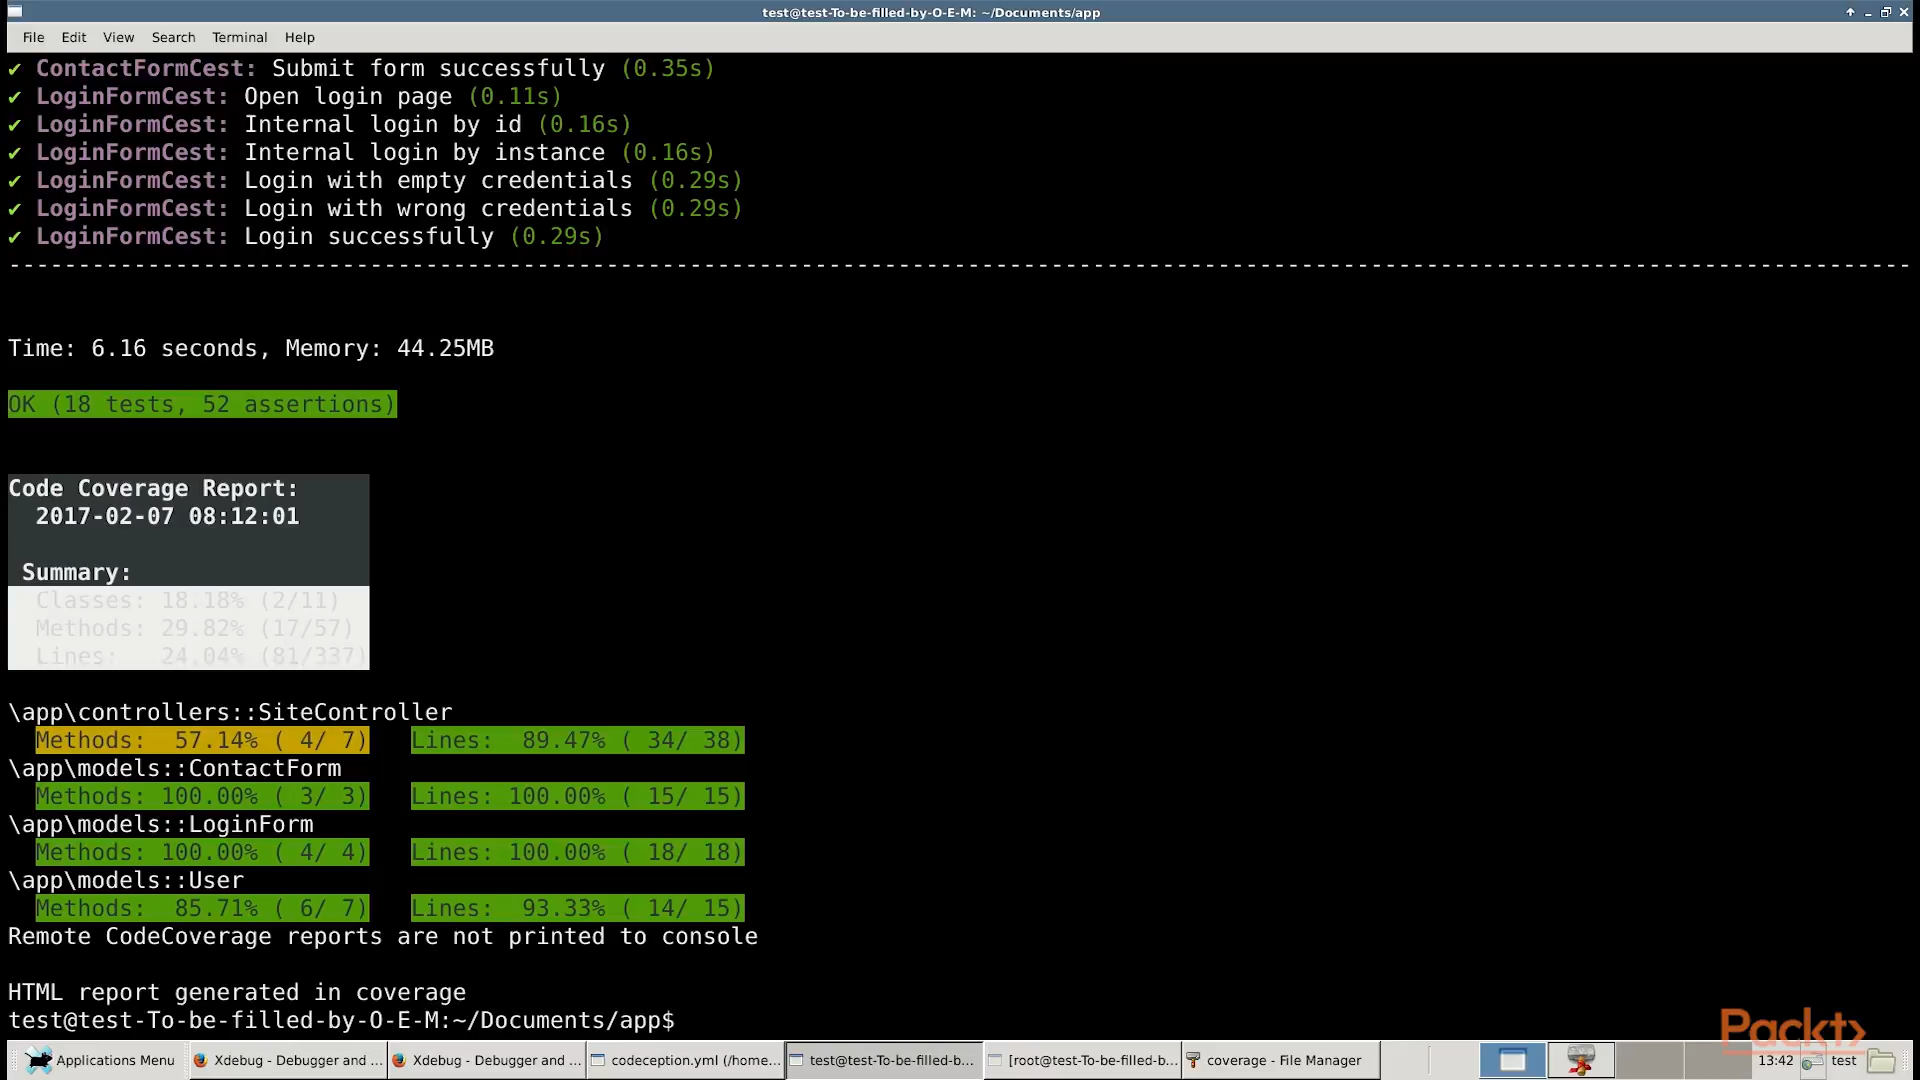 test@test-To-be-filled-by-O-E-M: ~/Documents/app
File Edit View Search Terminal Help
✔ ContactFormCest: Submit form successfully (0.35s)
✔ LoginFormCest: Open login page (0.11s)
✔ LoginFormCest: Internal login by id (0.16s)
✔ LoginFormCest: Internal login by instance (0.16s)
✔ LoginFormCest: Login with empty credentials (0.29s)
✔ LoginFormCest: Login with wrong credentials (0.29s)
✔ LoginFormCest: Login successfully (0.29s)
Time: 6.16 seconds, Memory: 44.25MB
OK (18 tests, 52 assertions)
Code Coverage Report:
2017-02-07 08:12:01
Summary:
Classes: 18.18% (2/11)
Methods: 29.82% (17/57)
Lines: 24.04% (81/337)
\app\controllers::SiteController
Methods: 57.14% ( 4/ 7) Lines: 89.47% ( 34/ 38)
\app\models::ContactForm
Methods: 100.00% ( 3/ 3) Lines: 100.00% ( 15/ 15)
\app\models::LoginForm
Methods: 100.00% ( 4/ 4) Lines: 100.00% ( 18/ 18)
\app\models::User
Methods: 85.71% ( 6/ 7) Lines: 93.33% ( 14/ 15)
Remote CodeCoverage reports are not printed to console
HTML report generated in coverage
test@test-To-be-filled-by-O-E-M:~/Documents/app$
Packt>
Applications Menu Xdebug - Debugger and ... Xdebug - Debugger and ... codeception.yml (/home... test@test-To-be-filled-b... [root@test-To-be-filled-b... coverage - File Manager 13:42 test